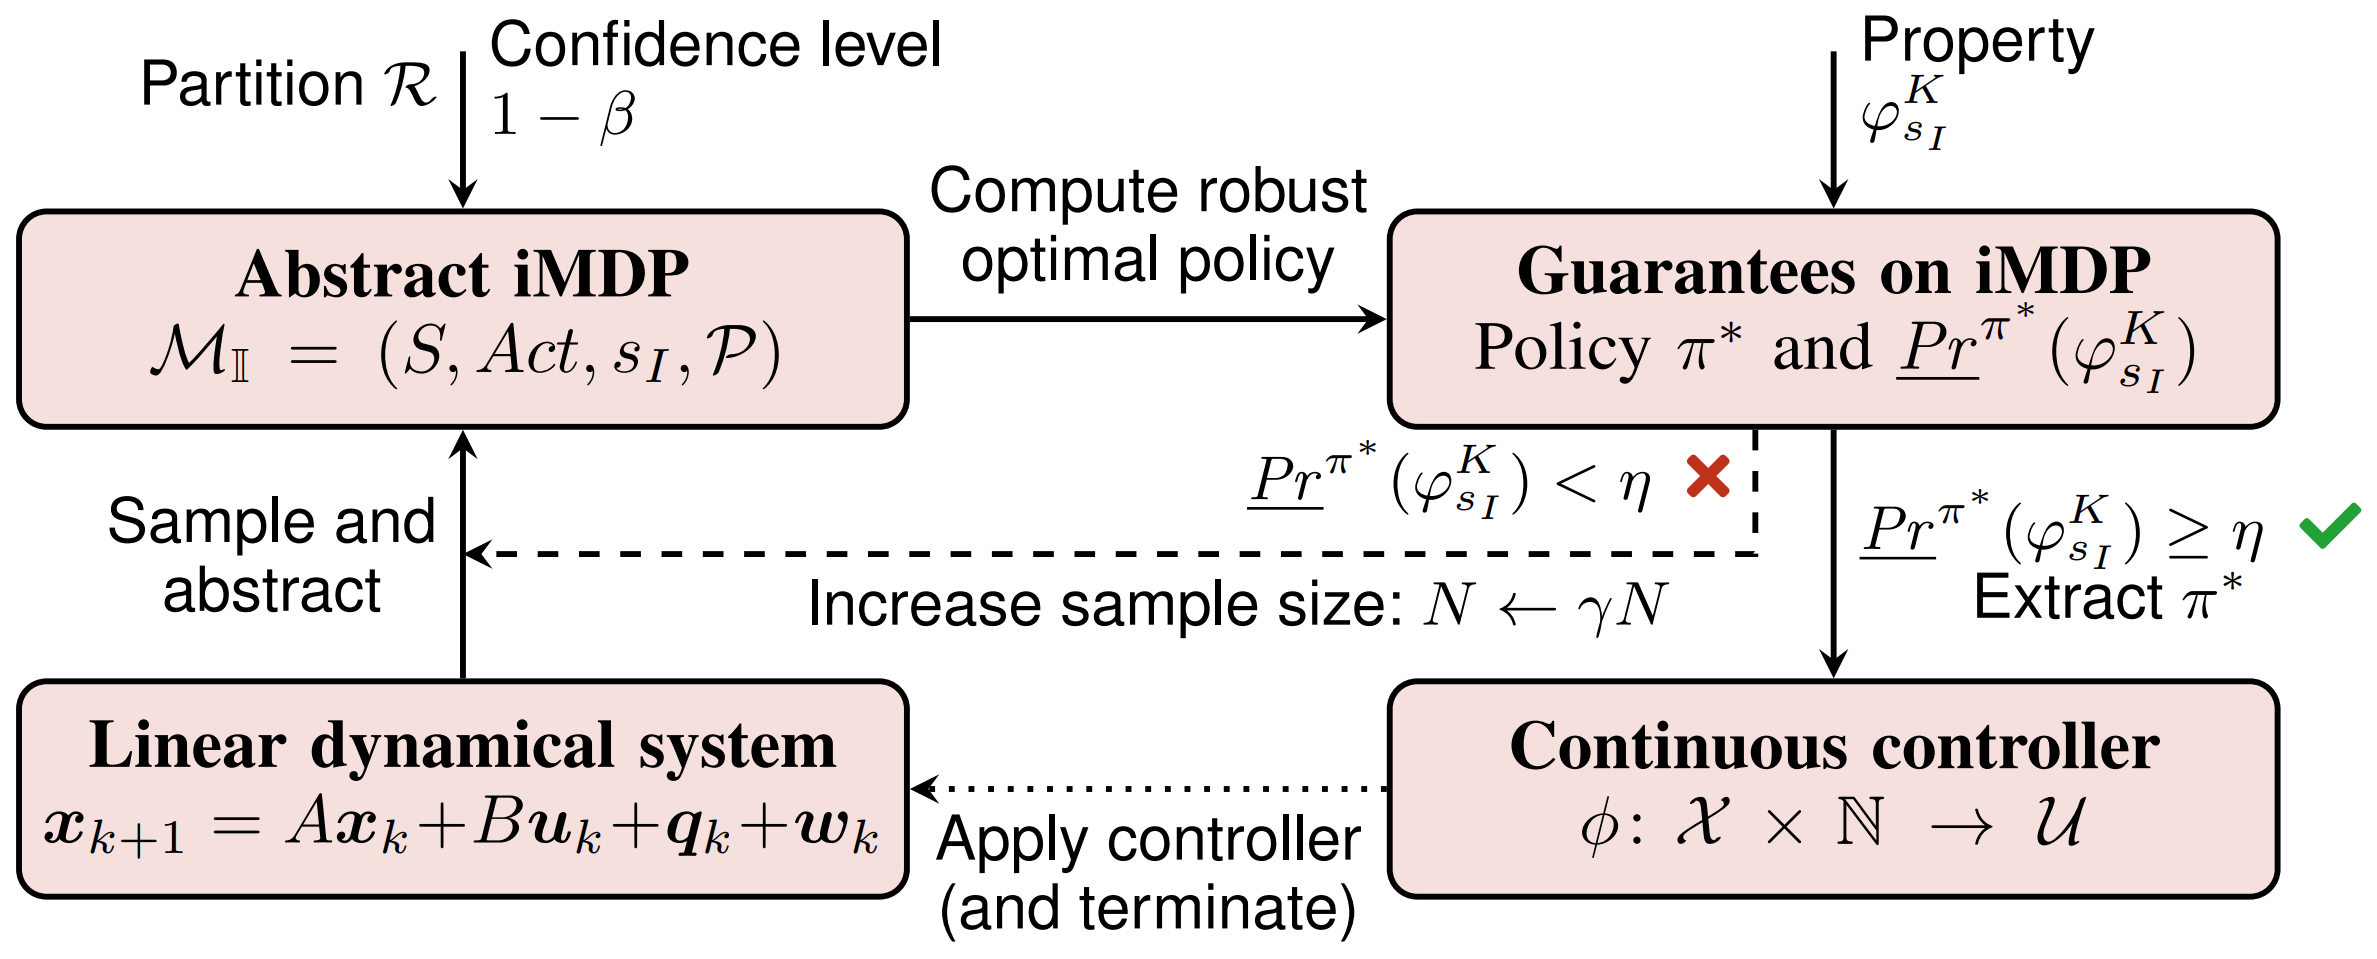 Partition $\mathcal{R}$
Confidence level
$1 - \beta$
Property
$\varphi_{s_I}^{K}$
Compute robust
optimal policy
Abstract iMDP
$\mathcal{M}_{\mathbb{I}} = (S, Act, s_I, \mathcal{P})$
Guarantees on iMDP
Policy $\pi^*$ and $\underline{Pr}^{\pi^*}(\varphi_{s_I}^{K})$
Sample and
abstract
$\underline{Pr}^{\pi^*}(\varphi_{s_I}^{K}) < \eta$ ✖
Increase sample size: $N \leftarrow \gamma N$
$\underline{Pr}^{\pi^*}(\varphi_{s_I}^{K}) \geq \eta$ ✔
Extract $\pi^*$
Linear dynamical system
$\boldsymbol{x}_{k+1} = A\boldsymbol{x}_k + B\boldsymbol{u}_k + \boldsymbol{q}_k + \boldsymbol{w}_k$
Continuous controller
$\phi \colon \mathcal{X} \times \mathbb{N} \rightarrow \mathcal{U}$
Apply controller
(and terminate)